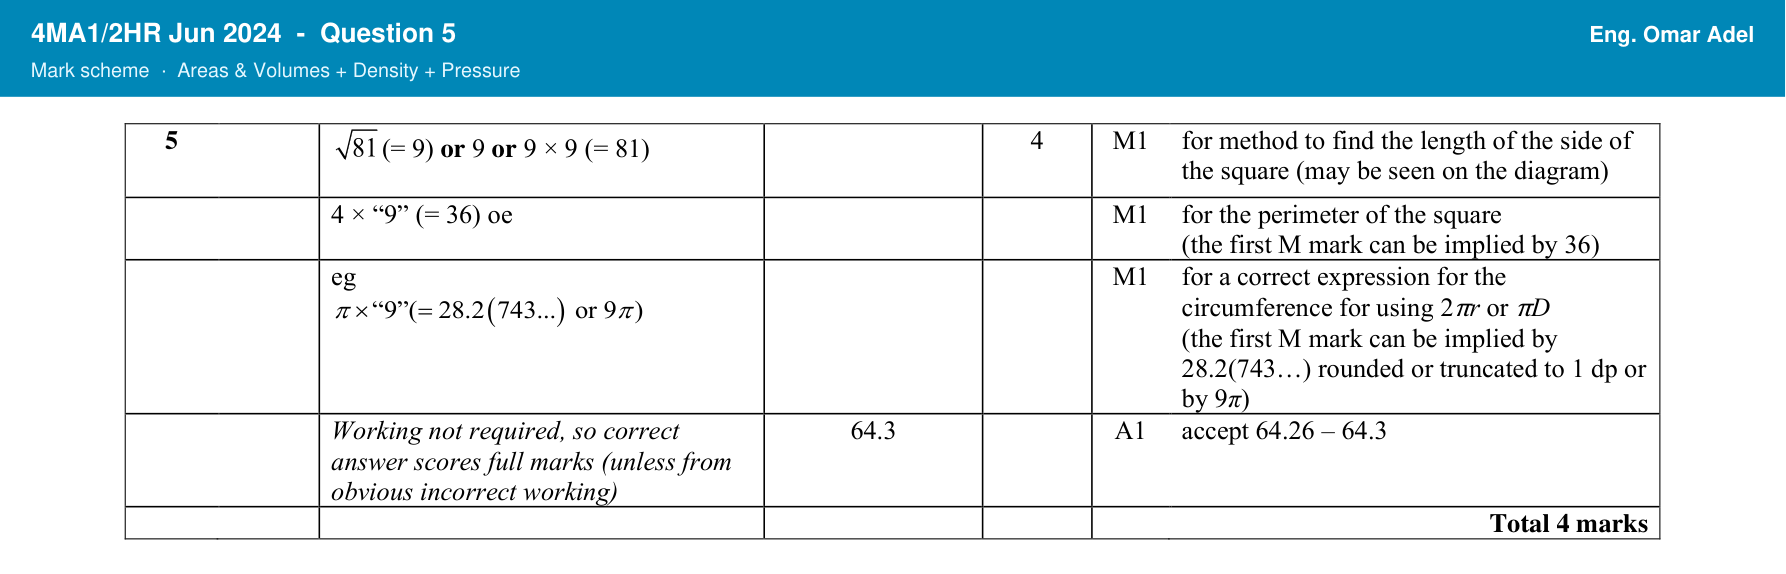 4MA1/2HR Jun 2024 - Question 5
Eng. Omar Adel
Mark scheme · Areas & Volumes + Density + Pressure
5
√81 (= 9) or 9 or 9 × 9 (= 81)
4
M1
for method to find the length of the side of
the square (may be seen on the diagram)
4 × “9” (= 36) oe
M1
for the perimeter of the square
(the first M mark can be implied by 36)
eg
π × “9”(= 28.2(743...) or 9π)
M1
for a correct expression for the
circumference for using 2πr or πD
(the first M mark can be implied by
28.2(743…) rounded or truncated to 1 dp or
by 9π)
Working not required, so correct
answer scores full marks (unless from
obvious incorrect working)
64.3
A1
accept 64.26 – 64.3
Total 4 marks